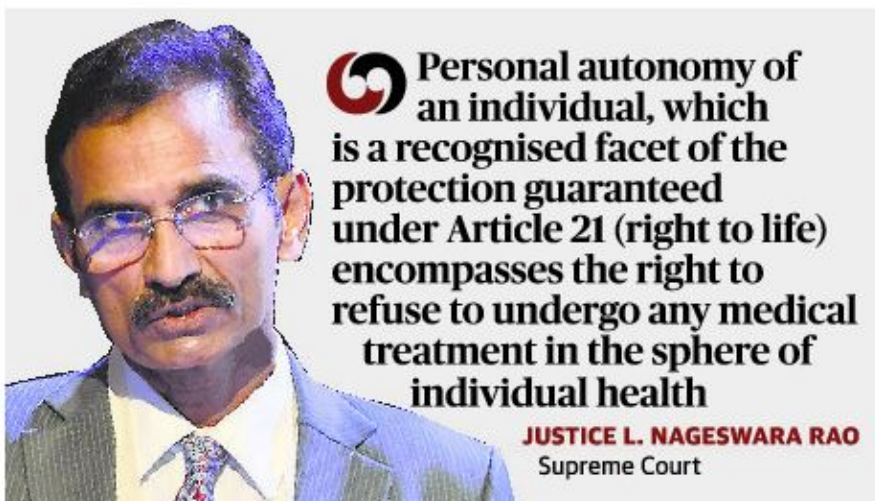 Personal autonomy of
an individual, which
is a recognised facet of the
protection guaranteed
under Article 21 (right to life)
encompasses the right to
refuse to undergo any medical
treatment in the sphere of
individual health
JUSTICE L. NAGESWARA RAO
Supreme Court